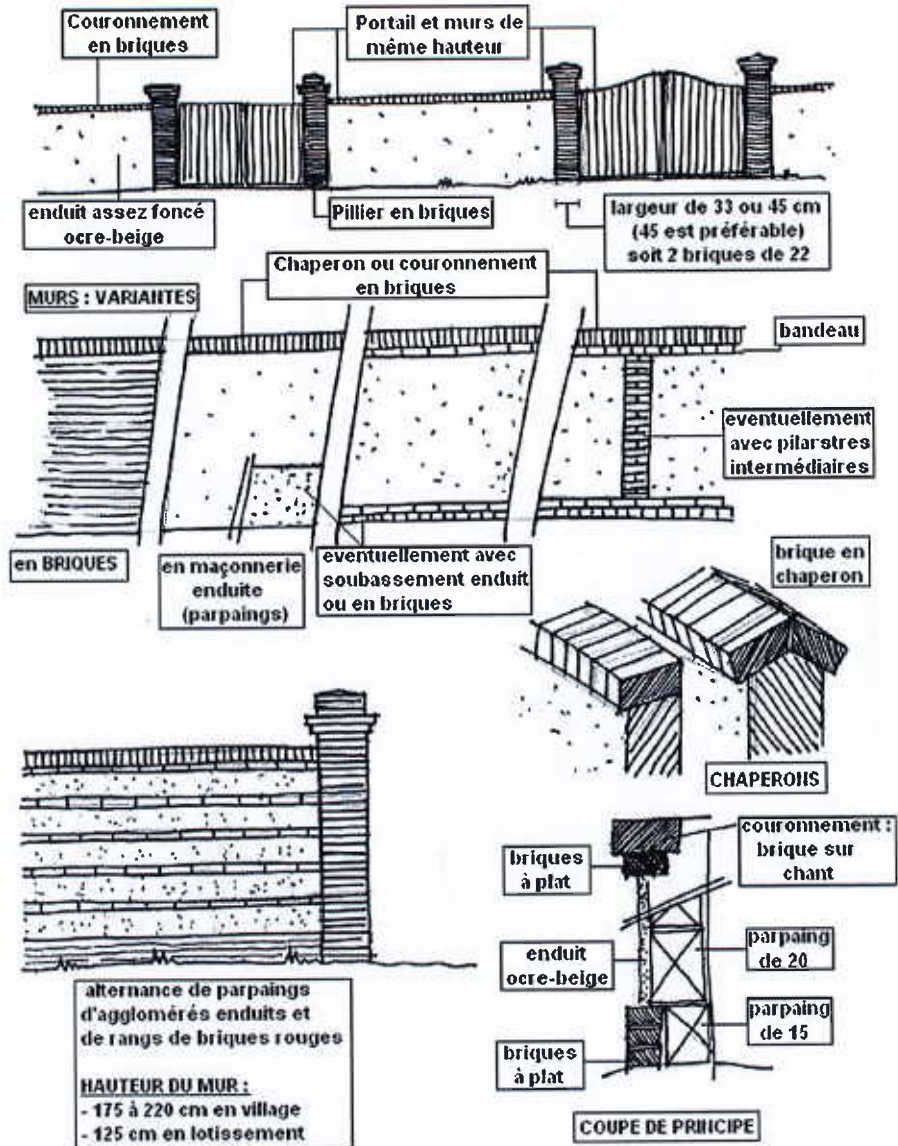 Couronnement
en briques
Portail et murs de
même hauteur
enduit assez foncé
ocre-beige
Pillier en briques
largeur de 33 ou 45 cm
(45 est préférable)
soit 2 briques de 22
Chaperon ou couronnement
en briques
MURS : VARIANTES
bandeau
eventuellement
avec pilarstres
intermédiaires
en BRIQUES
en maçonnerie
enduite
(parpaings)
eventuellement avec
soubassement enduit
ou en briques
brique en
chaperon
CHAPERONS
alternance de parpaings
d'agglomérés enduits et
de rangs de briques rouges
HAUTEUR DU MUR :
- 175 à 220 cm en village
- 125 cm en lotissement
briques
à plat
couronnement :
brique sur
chant
enduit
ocre-beige
parpaing
de 20
parpaing
de 15
briques
à plat
COUPE DE PRINCIPE